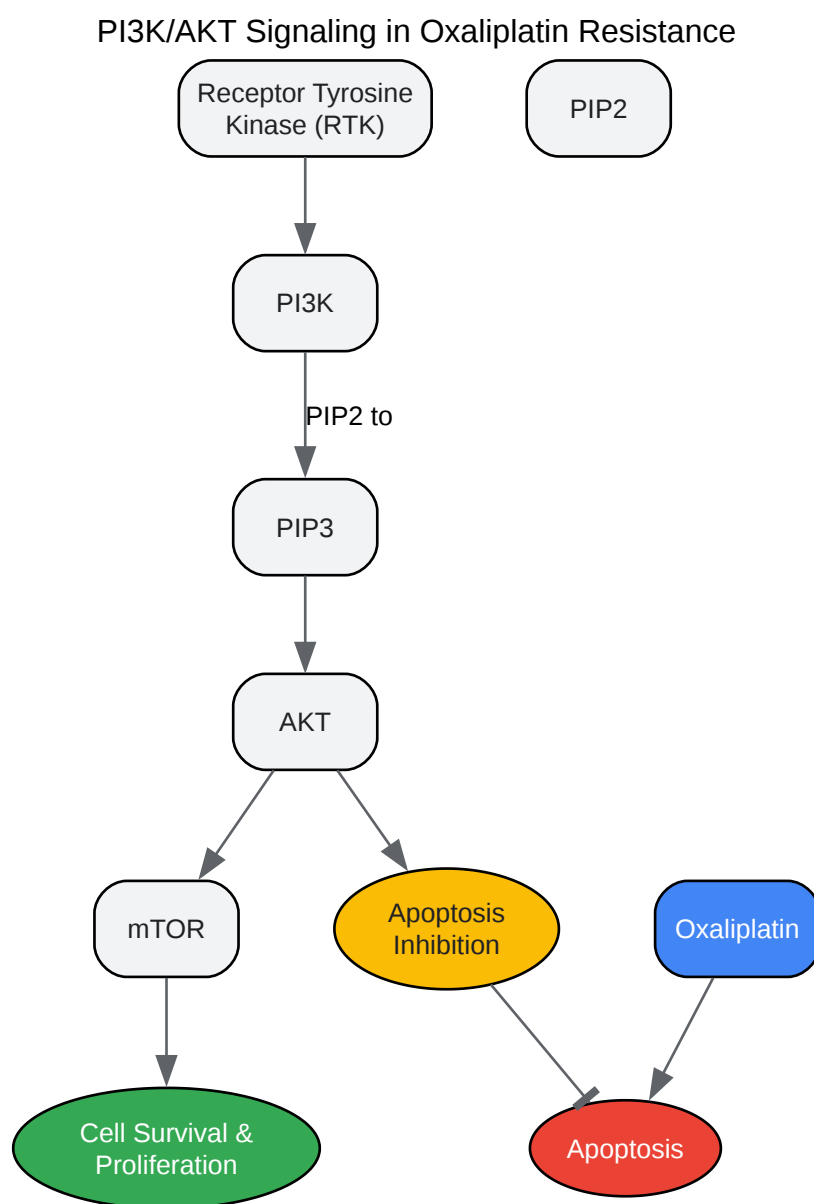 PI3K/AKT Signaling in Oxaliplatin Resistance
Receptor Tyrosine
Kinase (RTK)
PIP2
PI3K
PIP2 to
PIP3
AKT
mTOR
Apoptosis
Inhibition
Oxaliplatin
Cell Survival &
Proliferation
Apoptosis